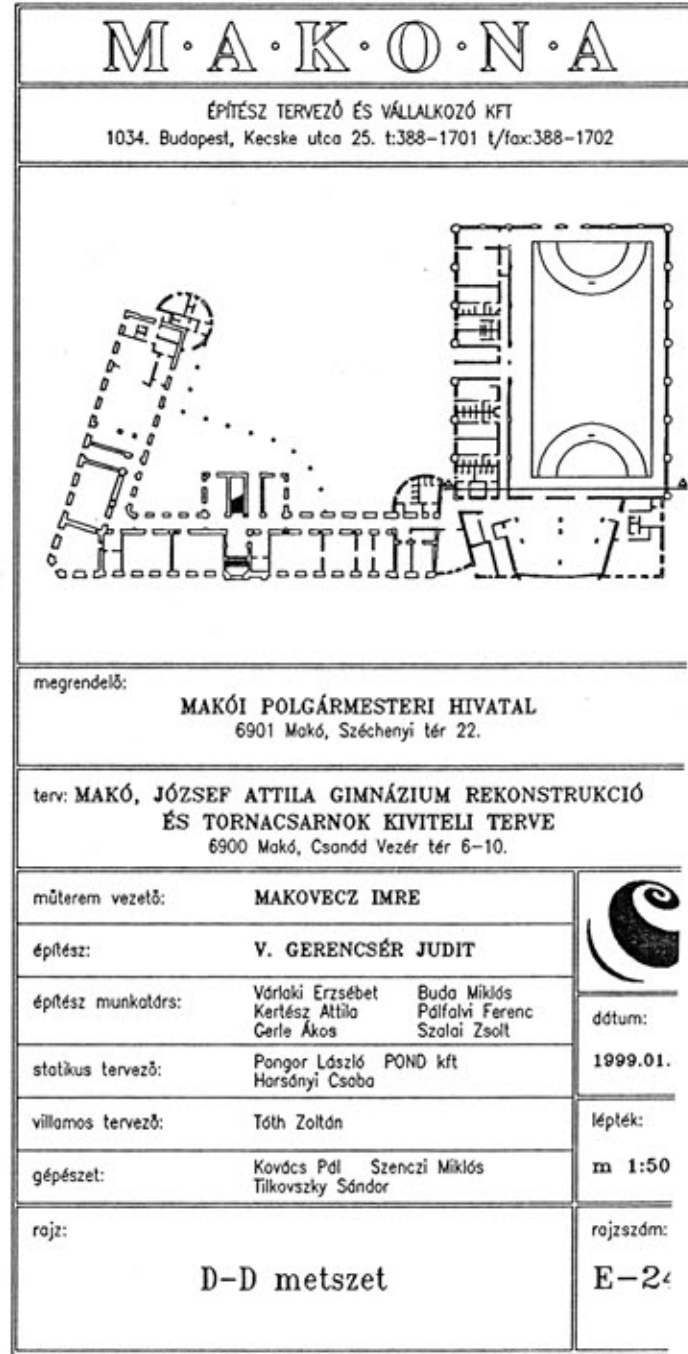 M·A·K·O·N·A
ÉPÍTÉSZ TERVEZŐ ÉS VÁLLALKOZÓ KFT
1034. Budapest, Kecske utca 25. t:388-1701 t/fax:388-1702
megrendelő:
MAKÓI POLGÁRMESTERI HIVATAL
6901 Makó, Széchenyi tér 22.
terv: MAKÓ, JÓZSEF ATTILA GIMNÁZIUM REKONSTRUKCIÓ
ÉS TORNACSARNOK KIVITELI TERVE
6900 Makó, Csanád Vezér tér 6-10.
műterem vezető: MAKOVECZ IMRE
építész: V. GERENCSÉR JUDIT
építész munkatárs: Várlaki Erzsébet Buda Miklós
Kertész Attila Pálfalvi Ferenc
Gerle Ákos Szalai Zsolt
dátum:
1999.01.
statikus tervező: Pongor László POND kft
Harsányi Csaba
villamos tervező: Tóth Zoltán
lépték:
m 1:50
gépészet: Kovács Pál Szenczi Miklós
Tilkovszky Sándor
rajz:
D-D metszet
rajzszám:
E-24